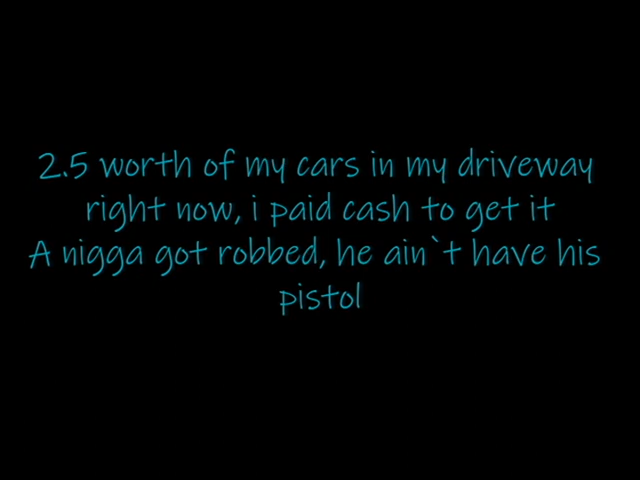 2.5 worth of my cars in my driveway
right now, i paid cash to get it
A nigga got robbed, he ain`t have his
pistol